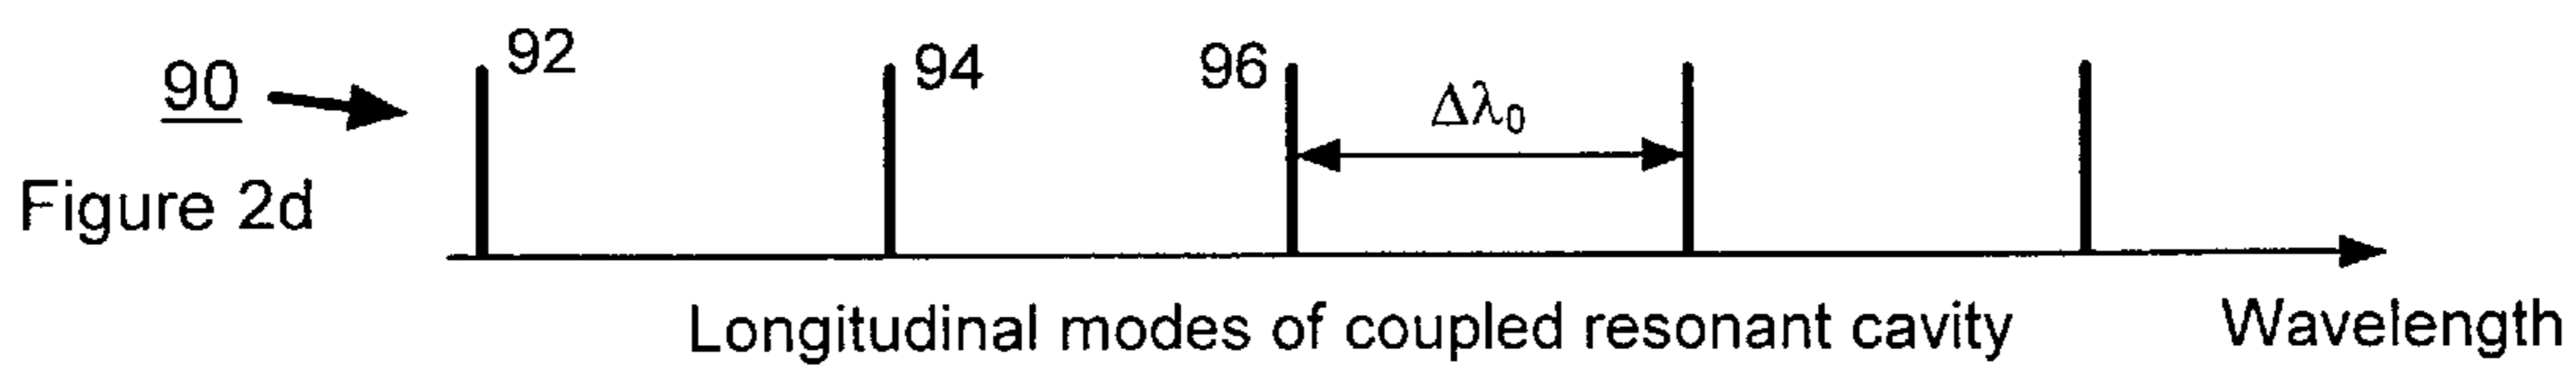 92
94
96
90
Δλ₀
Figure 2d
Longitudinal modes of coupled resonant cavity
Wavelength